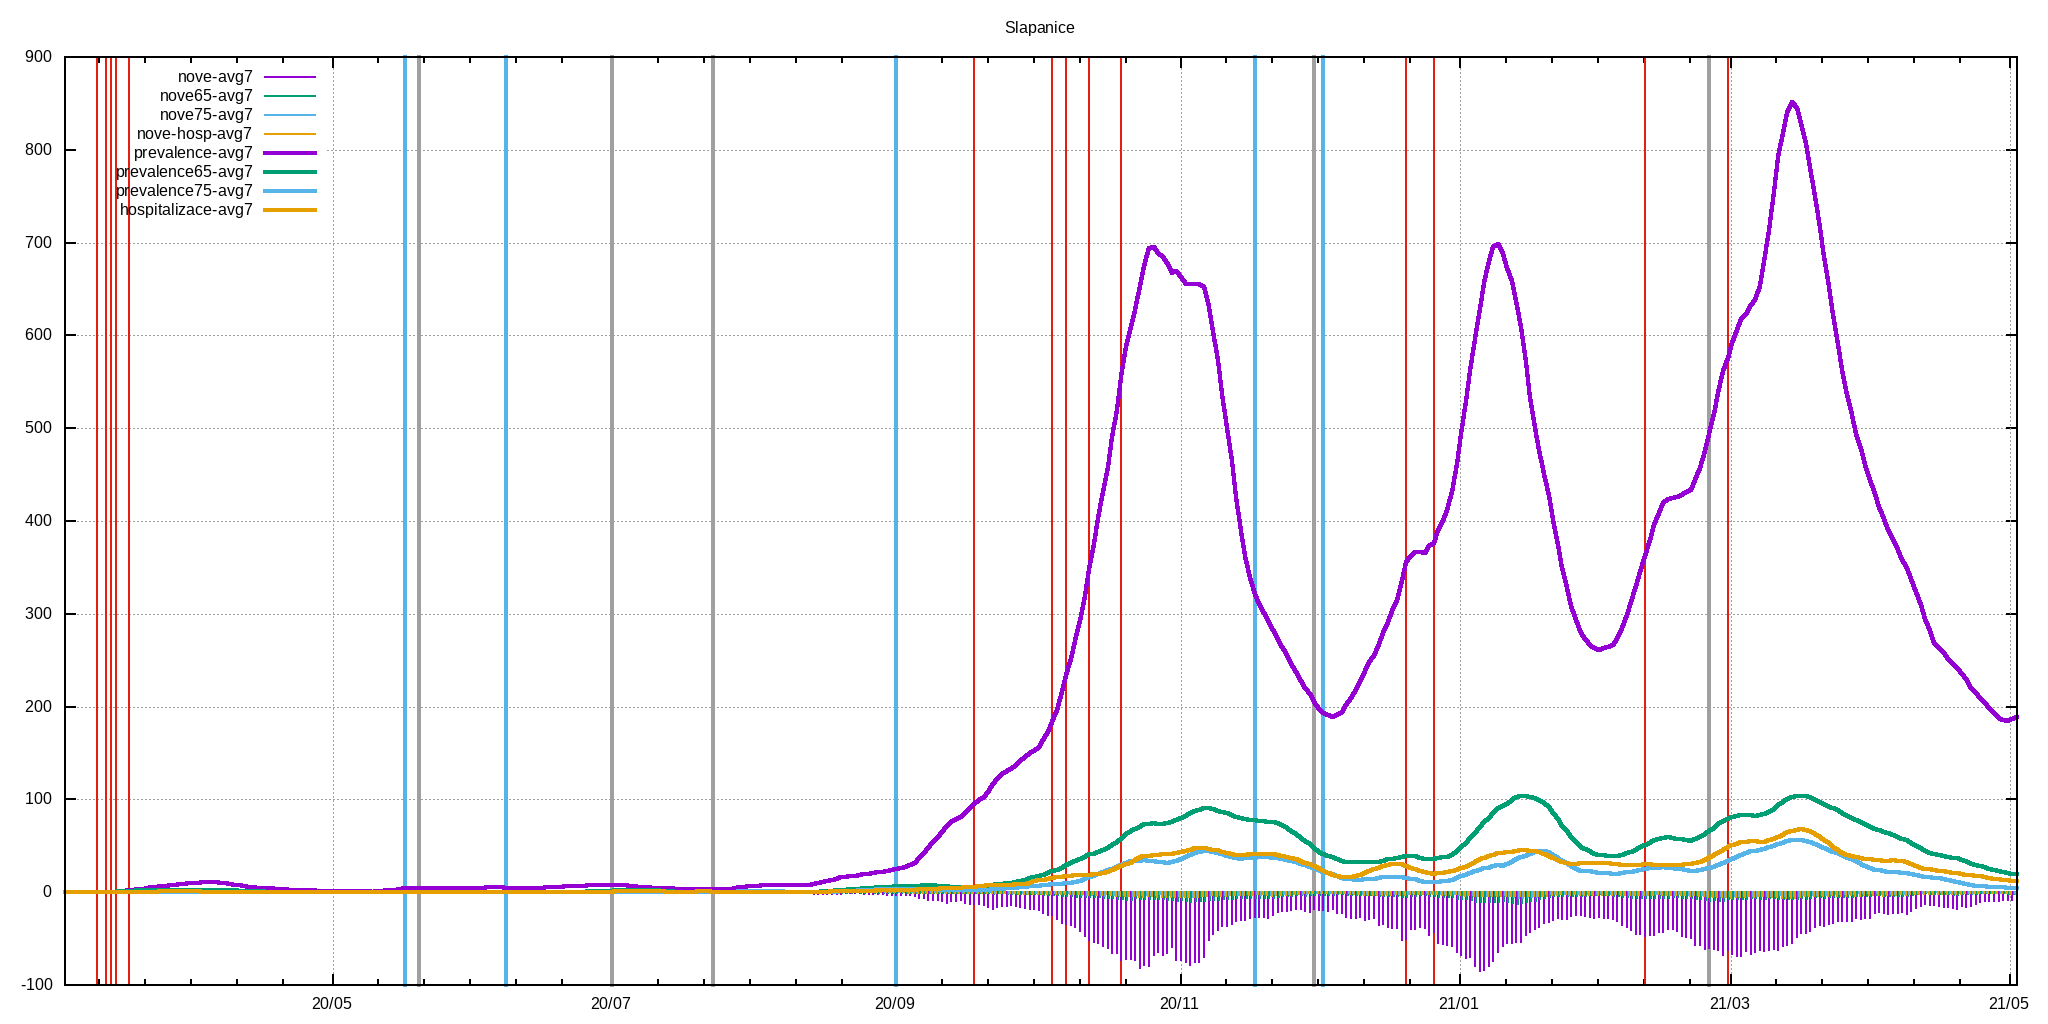 Slapanice
900
800
700
600
500
400
300
200
100
0
-100
nove-avg7
nove65-avg7
nove75-avg7
nove-hosp-avg7
prevalence-avg7
prevalence65-avg7
prevalence75-avg7
hospitalizace-avg7
20/05 20/07 20/09 20/11 21/01 21/03 21/05